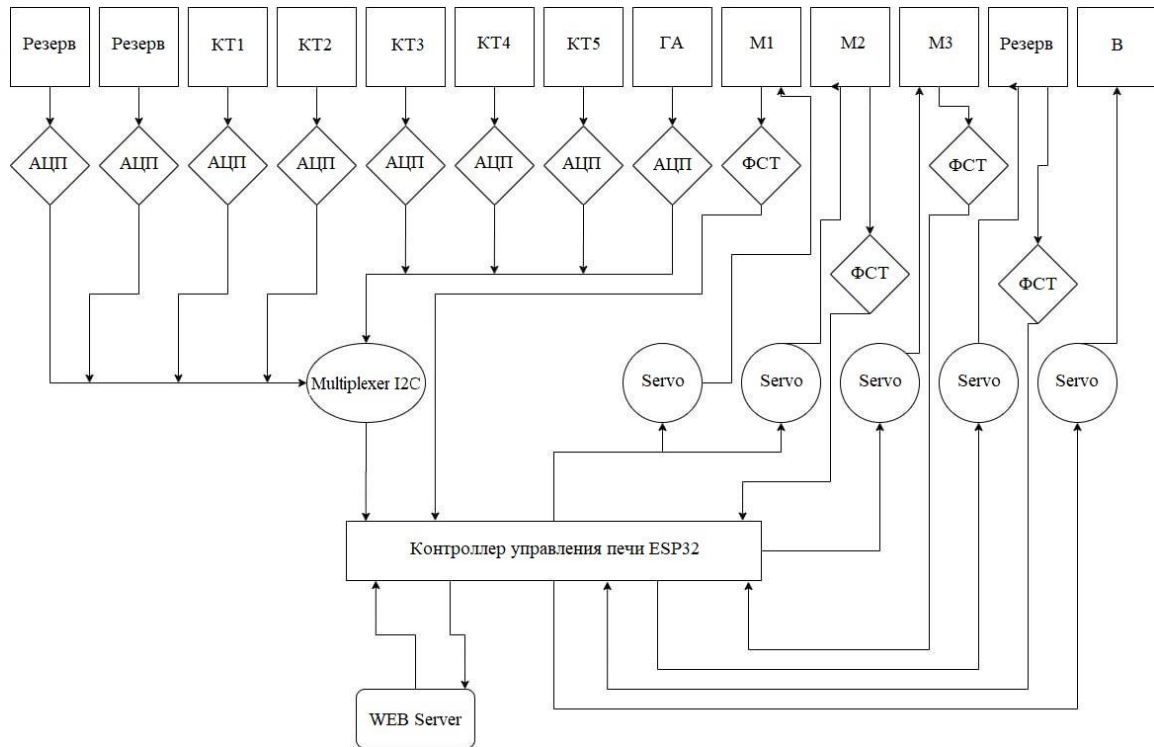 Резерв
Резерв
КТ1
КТ2
КТ3
КТ4
КТ5
ГА
М1
М2
М3
Резерв
В
АЦП
АЦП
АЦП
АЦП
АЦП
АЦП
АЦП
АЦП
ФСТ
ФСТ
ФСТ
ФСТ
Multiplexer I2C
Servo
Servo
Servo
Servo
Servo
Контроллер управления печи ESP32
WEB Server